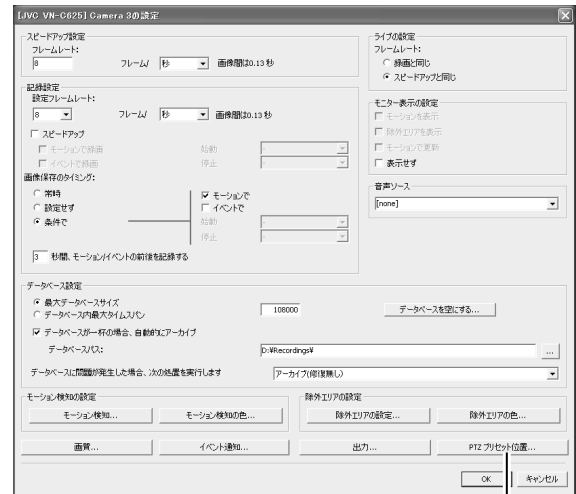 [JVC VN-C625] Camera 3の設定
スピードアップ設定
フレームレート:
8 フレーム/ 秒 画像間は0.13 秒
記録設定
設定フレームレート:
8 フレーム/ 秒 画像間は0.13 秒
スピードアップ
モーションで録画 始動
イベントで録画 停止
画像保存のタイミング:
常時
設定せず
条件で
モーションで
イベントで
始動
停止
3 秒間、モーション/イベントの前後を記録する
ライブの設定
フレームレート:
録画と同じ
スピードアップと同じ
モニター表示の設定
モーションを表示
除外エリアを表示
モーションで更新
表示せず
音声ソース
[none]
データベース設定
最大データベースサイズ
データベース内最大タイムスパン
108000
データベースを空にする...
データベースが一杯の場合、自動的にアーカイブ
データベースパス: D:¥Recordings¥ ...
データベースに問題が発生した場合、次の処置を実行します アーカイブ(修復無し)
モーション検知の設定
モーション検知... モーション検知の色...
除外エリアの設定
除外エリアの設定... 除外エリアの色...
画質... イベント通知... 出力... PTZ プリセット位置...
OK キャンセル